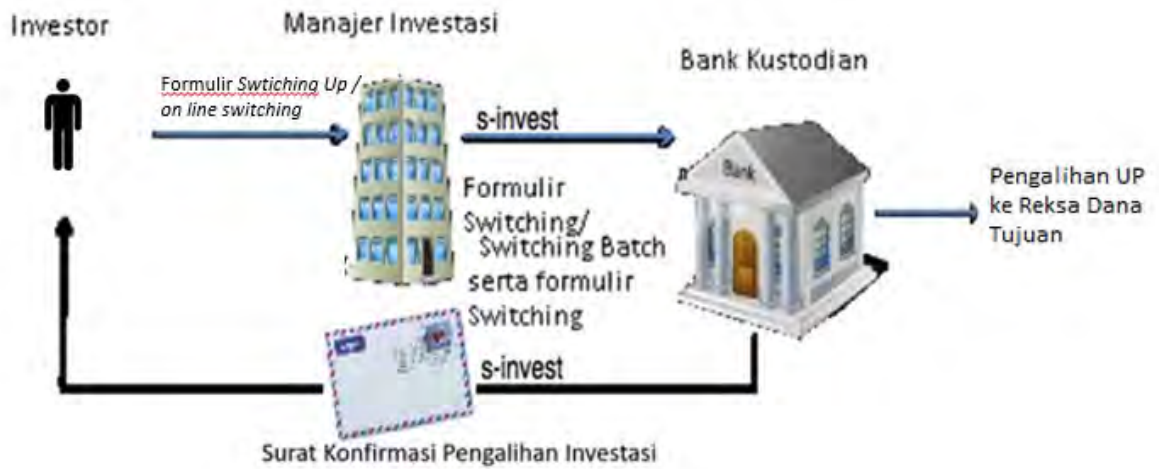 Investor
Manajer Investasi
Bank Kustodian
Formulir Swtiching Up /
on line switching
s-invest
Bank
Formulir
Switching/
Switching Batch
serta formulir
Switching
Pengalihan UP
ke Reksa Dana
Tujuan
s-invest
Surat Konfirmasi Pengalihan Investasi